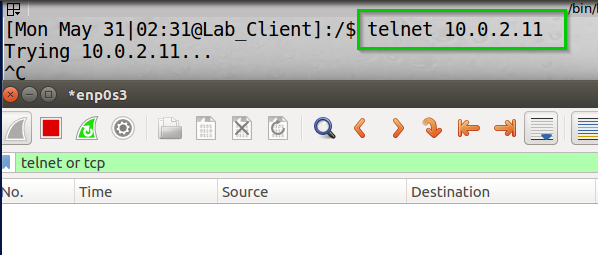 /bin/
[Mon May 31|02:31@Lab_Client]:/$ telnet 10.0.2.11
Trying 10.0.2.11...
^C
*enp0s3
telnet or tcp
No. Time Source Destination